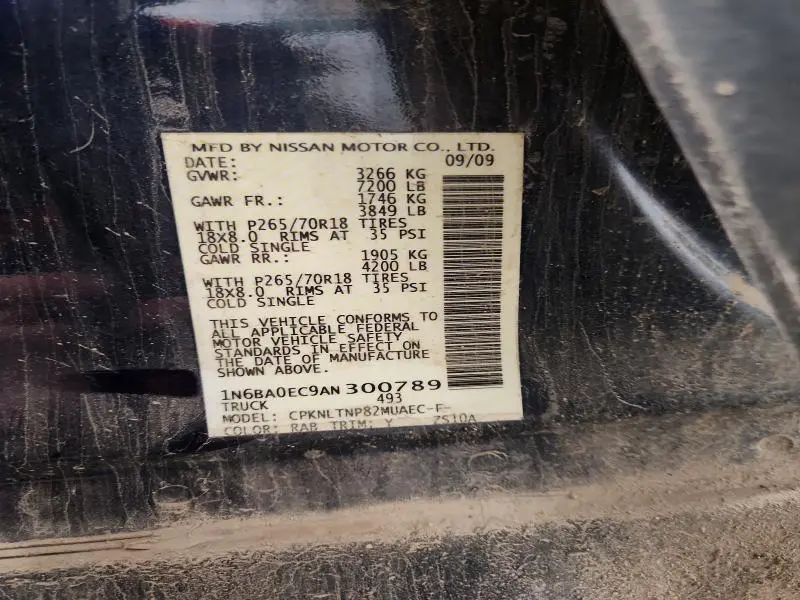 MFD BY NISSAN MOTOR CO., LTD.
DATE: 09/09
GVWR: 3266 KG
7200 LB
GAWR FR.: 1746 KG
3849 LB
WITH P265/70R18 TIRES
18X8.0 RIMS AT 35 PSI
COLD SINGLE
GAWR RR.: 1905 KG
4200 LB
WITH P265/70R18 TIRES
18X8.0 RIMS AT 35 PSI
COLD SINGLE
THIS VEHICLE CONFORMS TO
ALL APPLICABLE FEDERAL
MOTOR VEHICLE SAFETY
STANDARDS IN EFFECT ON
THE DATE OF MANUFACTURE
SHOWN ABOVE.
1N6BA0EC9AN300789
TRUCK 493
MODEL: CPKNLTNP82MUAEC-F-
COLOR: RAB TRIM: Y ZS10A